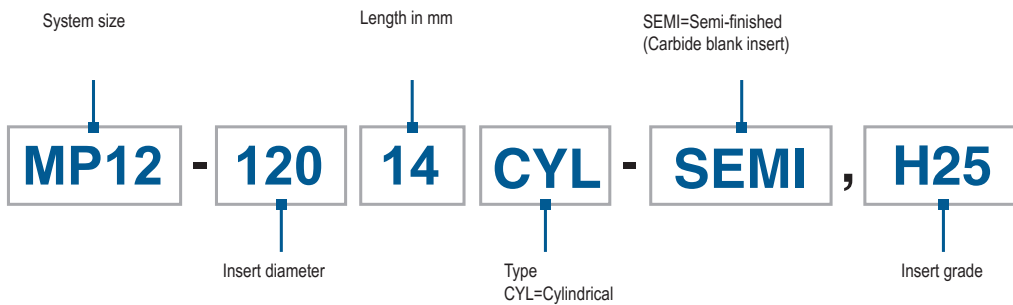 System size
Length in mm
SEMI=Semi-finished
(Carbide blank insert)
MP12 - 120 14 CYL - SEMI , H25
Insert diameter
Type
CYL=Cylindrical
Insert grade